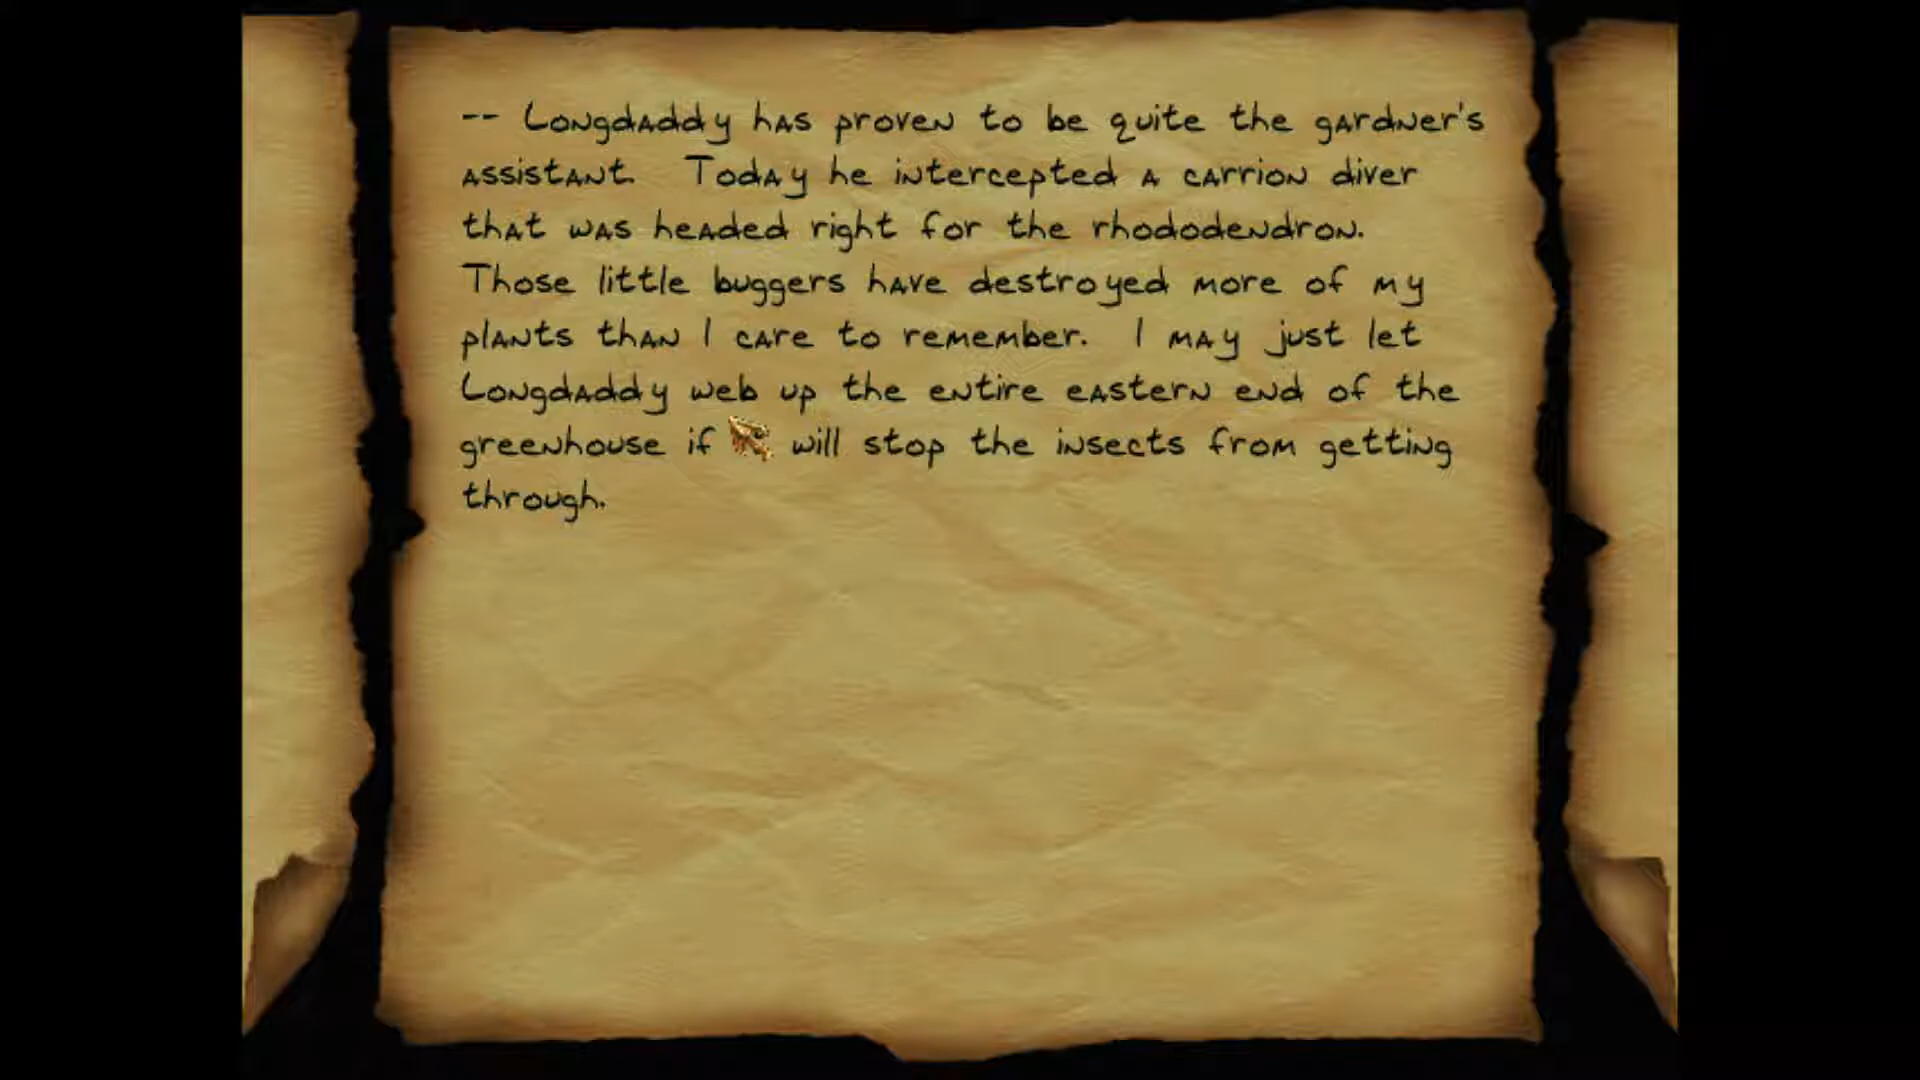 -- Longdaddy has proven to be quite the gardner's
assistant. Today he intercepted a carrion diver
that was headed right for the rhododendron.
Those little buggers have destroyed more of my
plants than I care to remember. I may just let
Longdaddy web up the entire eastern end of the
greenhouse if will stop the insects from getting
through.